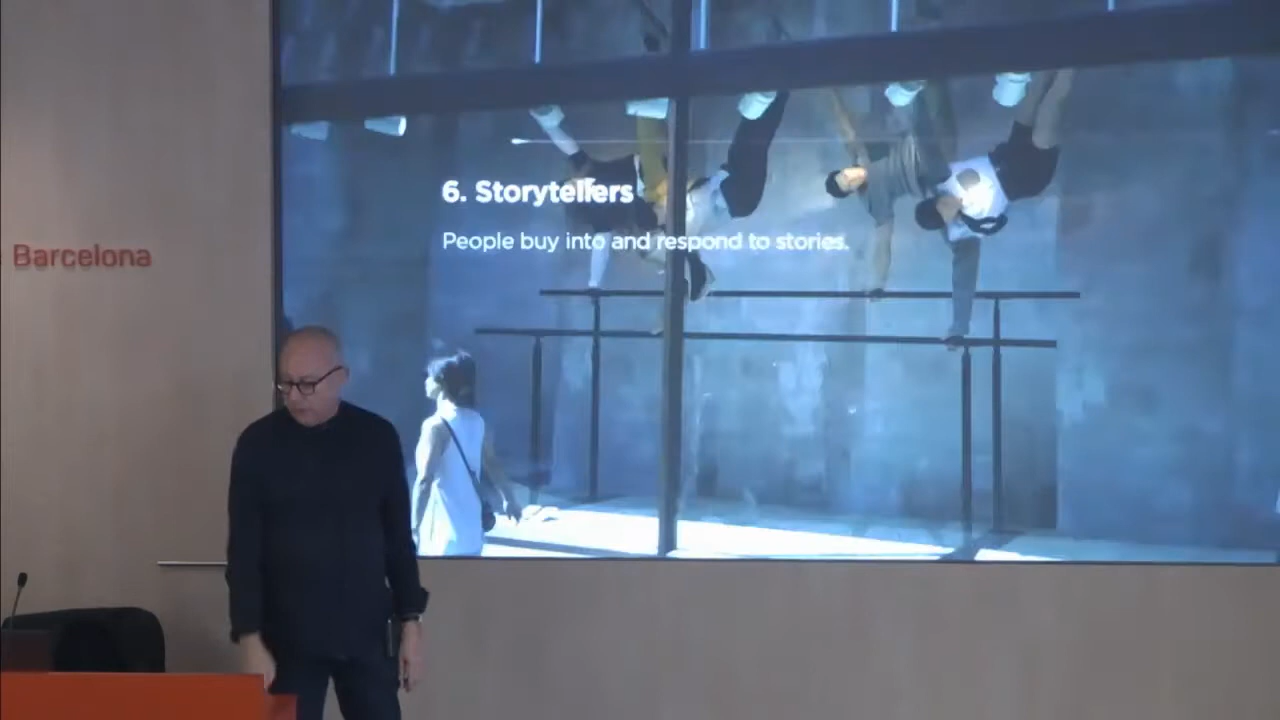 6. Storytellers
People buy into and respond to stories.
Barcelona